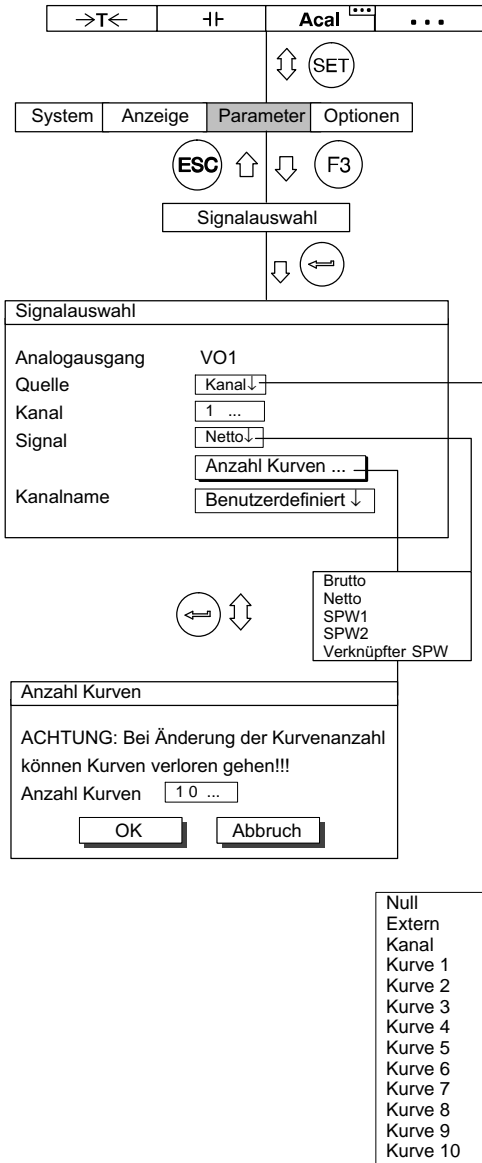 →T← ⊣⊢ Acal ... ...
SET
System Anzeige Parameter Optionen
ESC F3
Signalauswahl
Signalauswahl
Analogausgang VO1
Quelle Kanal↓
Kanal 1 ...
Signal Netto↓
Anzahl Kurven ...
Kanalname Benutzerdefiniert ↓
Brutto
Netto
SPW1
SPW2
Verknüpfter SPW
Anzahl Kurven
ACHTUNG: Bei Änderung der Kurvenanzahl
können Kurven verloren gehen!!!
Anzahl Kurven 1 0 ...
OK Abbruch
Null
Extern
Kanal
Kurve 1
Kurve 2
Kurve 3
Kurve 4
Kurve 5
Kurve 6
Kurve 7
Kurve 8
Kurve 9
Kurve 10